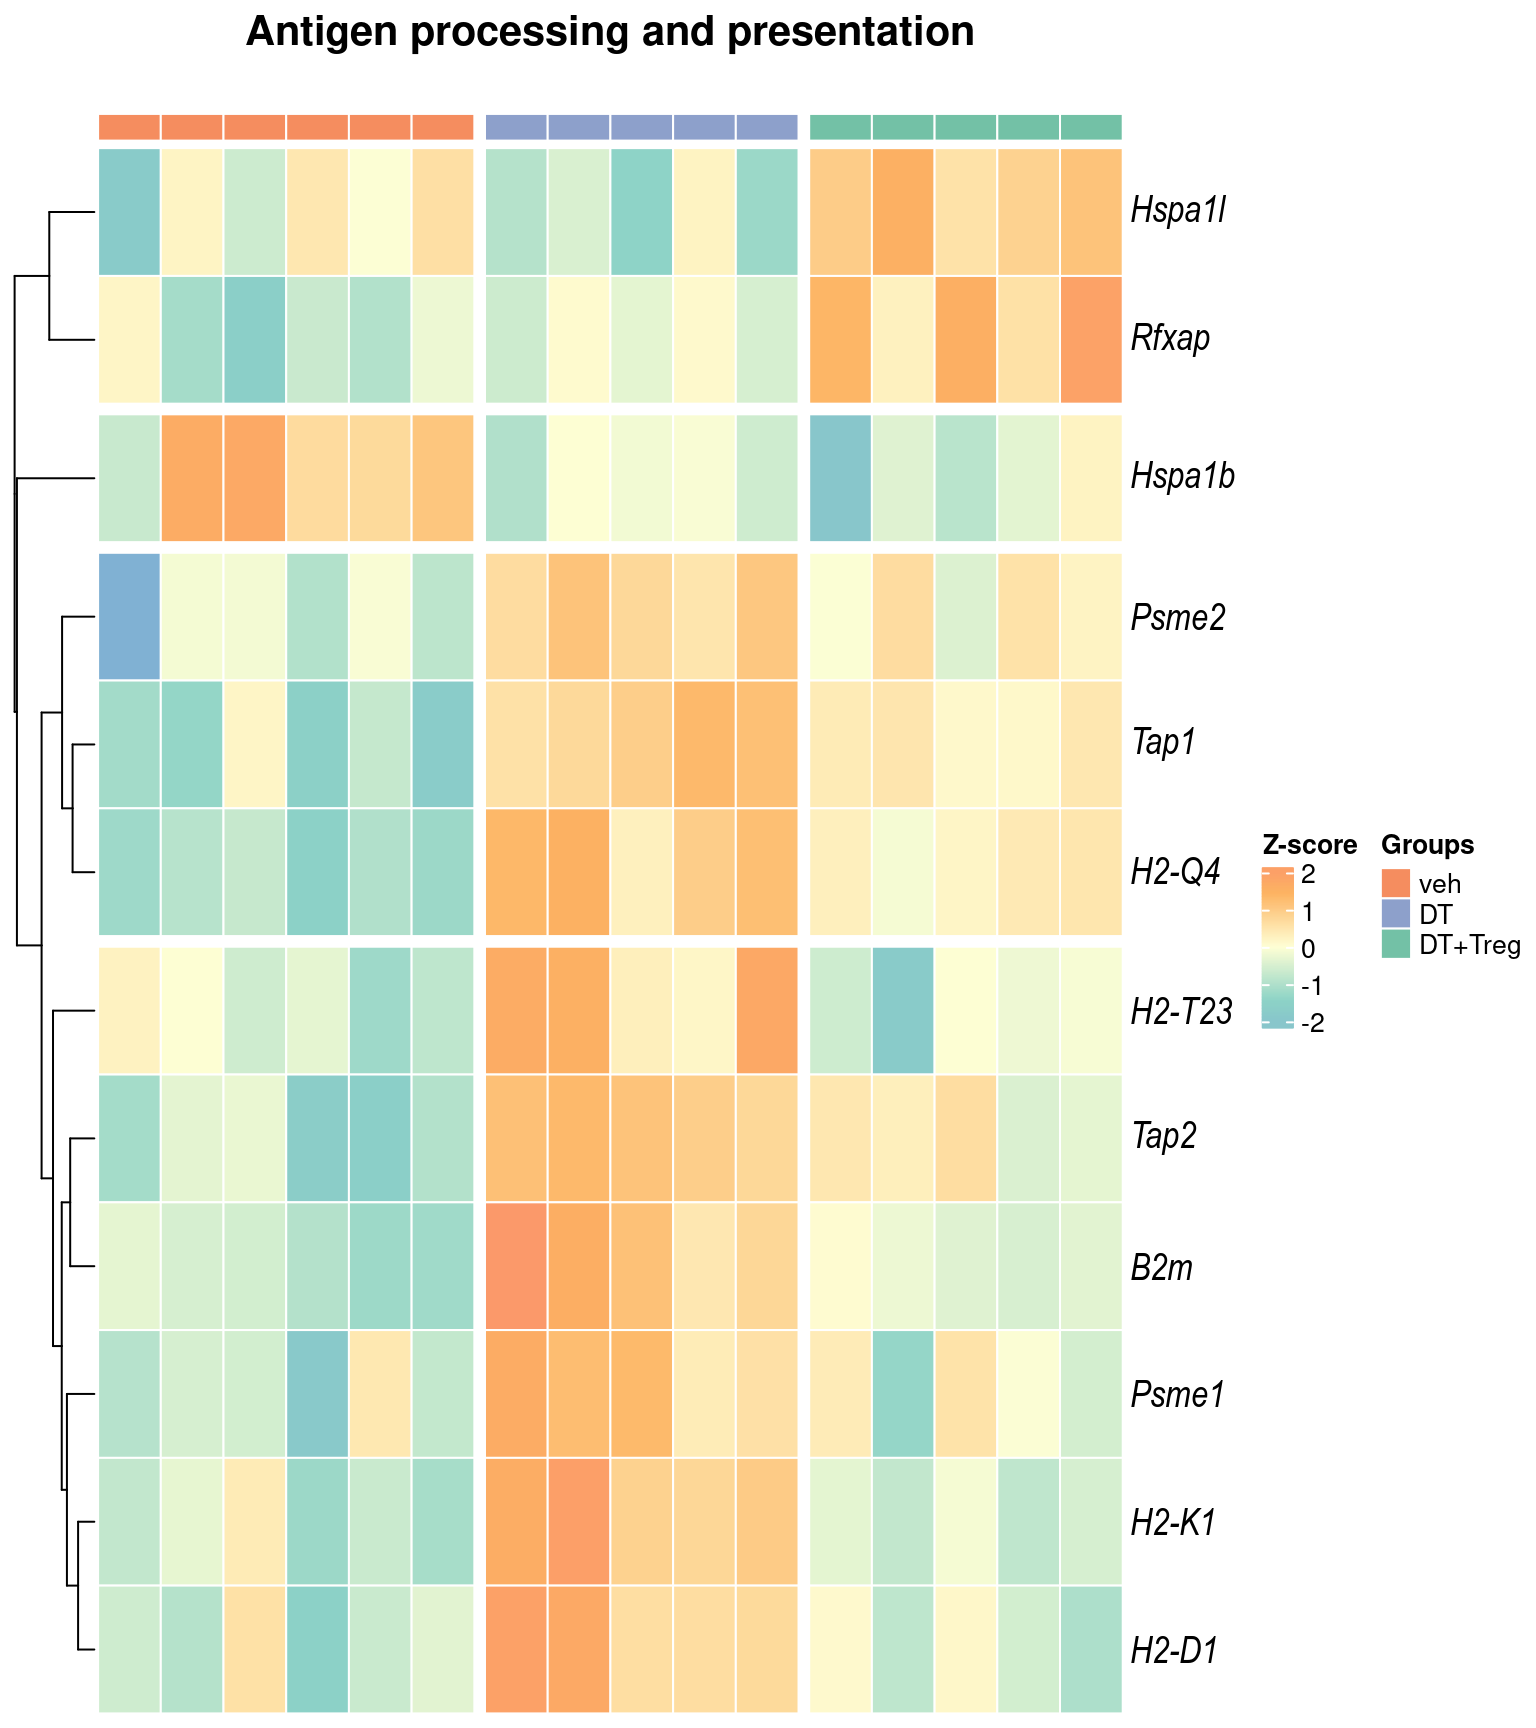 Antigen processing and presentation
Hspa1l
Rfxap
Hspa1b
Psme2
Tap1
H2-Q4
H2-T23
Tap2
B2m
Psme1
H2-K1
H2-D1
Z-score
2
1
0
-1
-2
Groups
veh
DT
DT+Treg